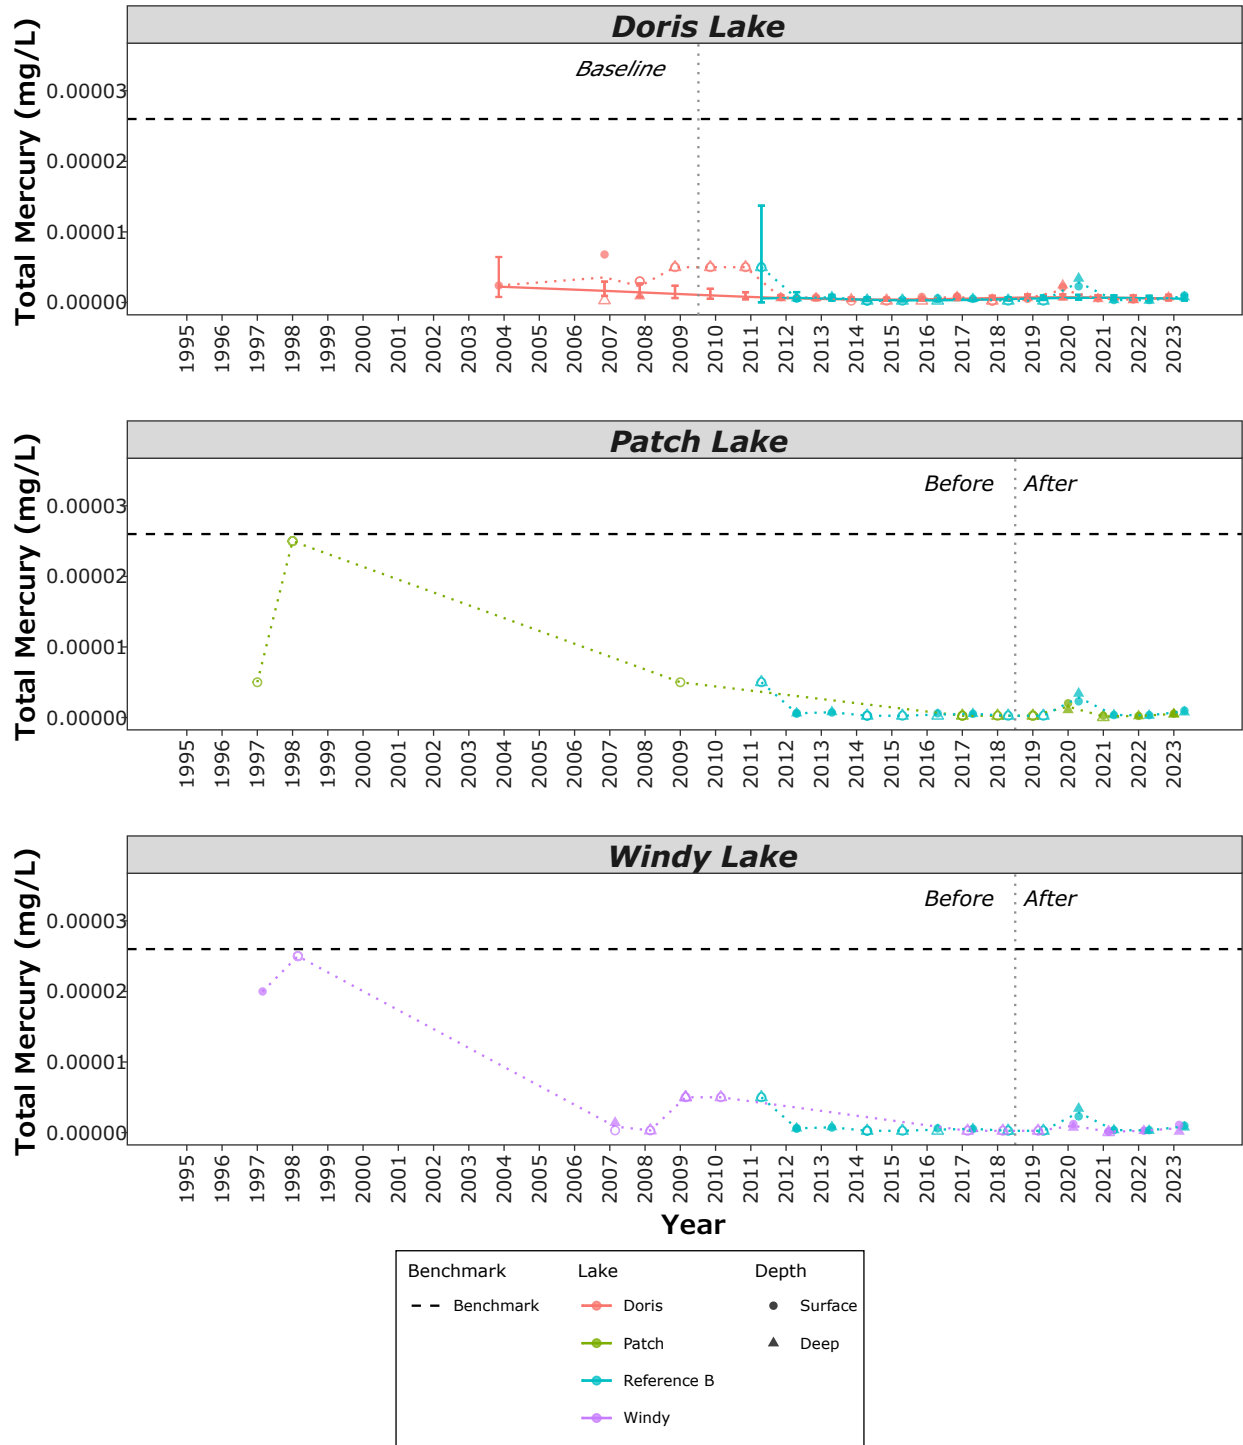 Doris Lake
Total Mercury (mg/L)
Baseline
0.00003
0.00002
0.00001
0.00000
1995 1996 1997 1998 1999 2000 2001 2002 2003 2004 2005 2006 2007 2008 2009 2010 2011 2012 2013 2014 2015 2016 2017 2018 2019 2020 2021 2022 2023
Patch Lake
Total Mercury (mg/L)
Before After
0.00003
0.00002
0.00001
0.00000
1995 1996 1997 1998 1999 2000 2001 2002 2003 2004 2005 2006 2007 2008 2009 2010 2011 2012 2013 2014 2015 2016 2017 2018 2019 2020 2021 2022 2023
Windy Lake
Total Mercury (mg/L)
Before After
0.00003
0.00002
0.00001
0.00000
1995 1996 1997 1998 1999 2000 2001 2002 2003 2004 2005 2006 2007 2008 2009 2010 2011 2012 2013 2014 2015 2016 2017 2018 2019 2020 2021 2022 2023
Year
Benchmark
Benchmark
Lake
Doris
Patch
Reference B
Windy
Depth
Surface
Deep